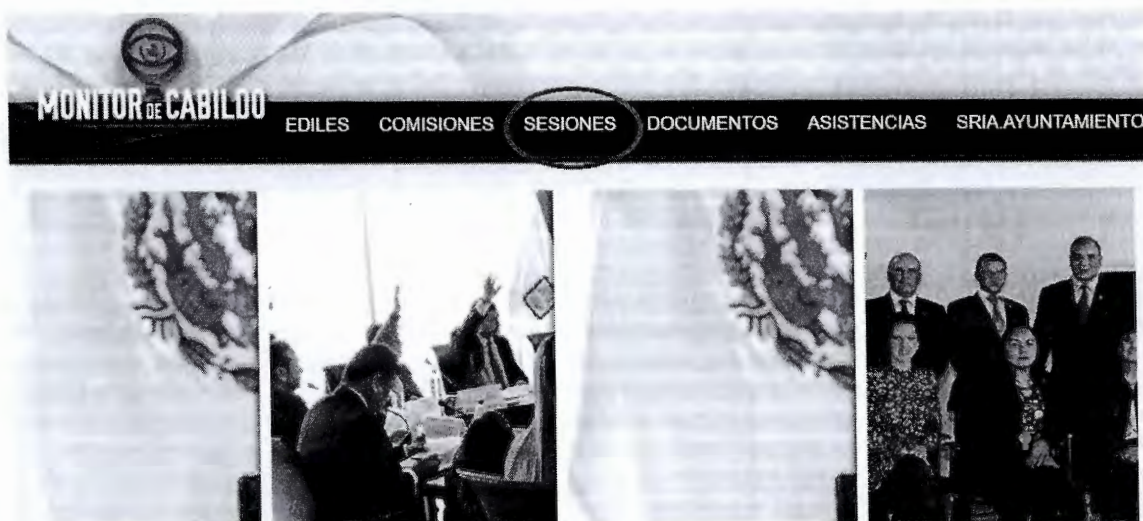 MONITOR DE CABILDO
EDILES COMISIONES SESIONES DOCUMENTOS ASISTENCIAS SRIA.AYUNTAMIENTO